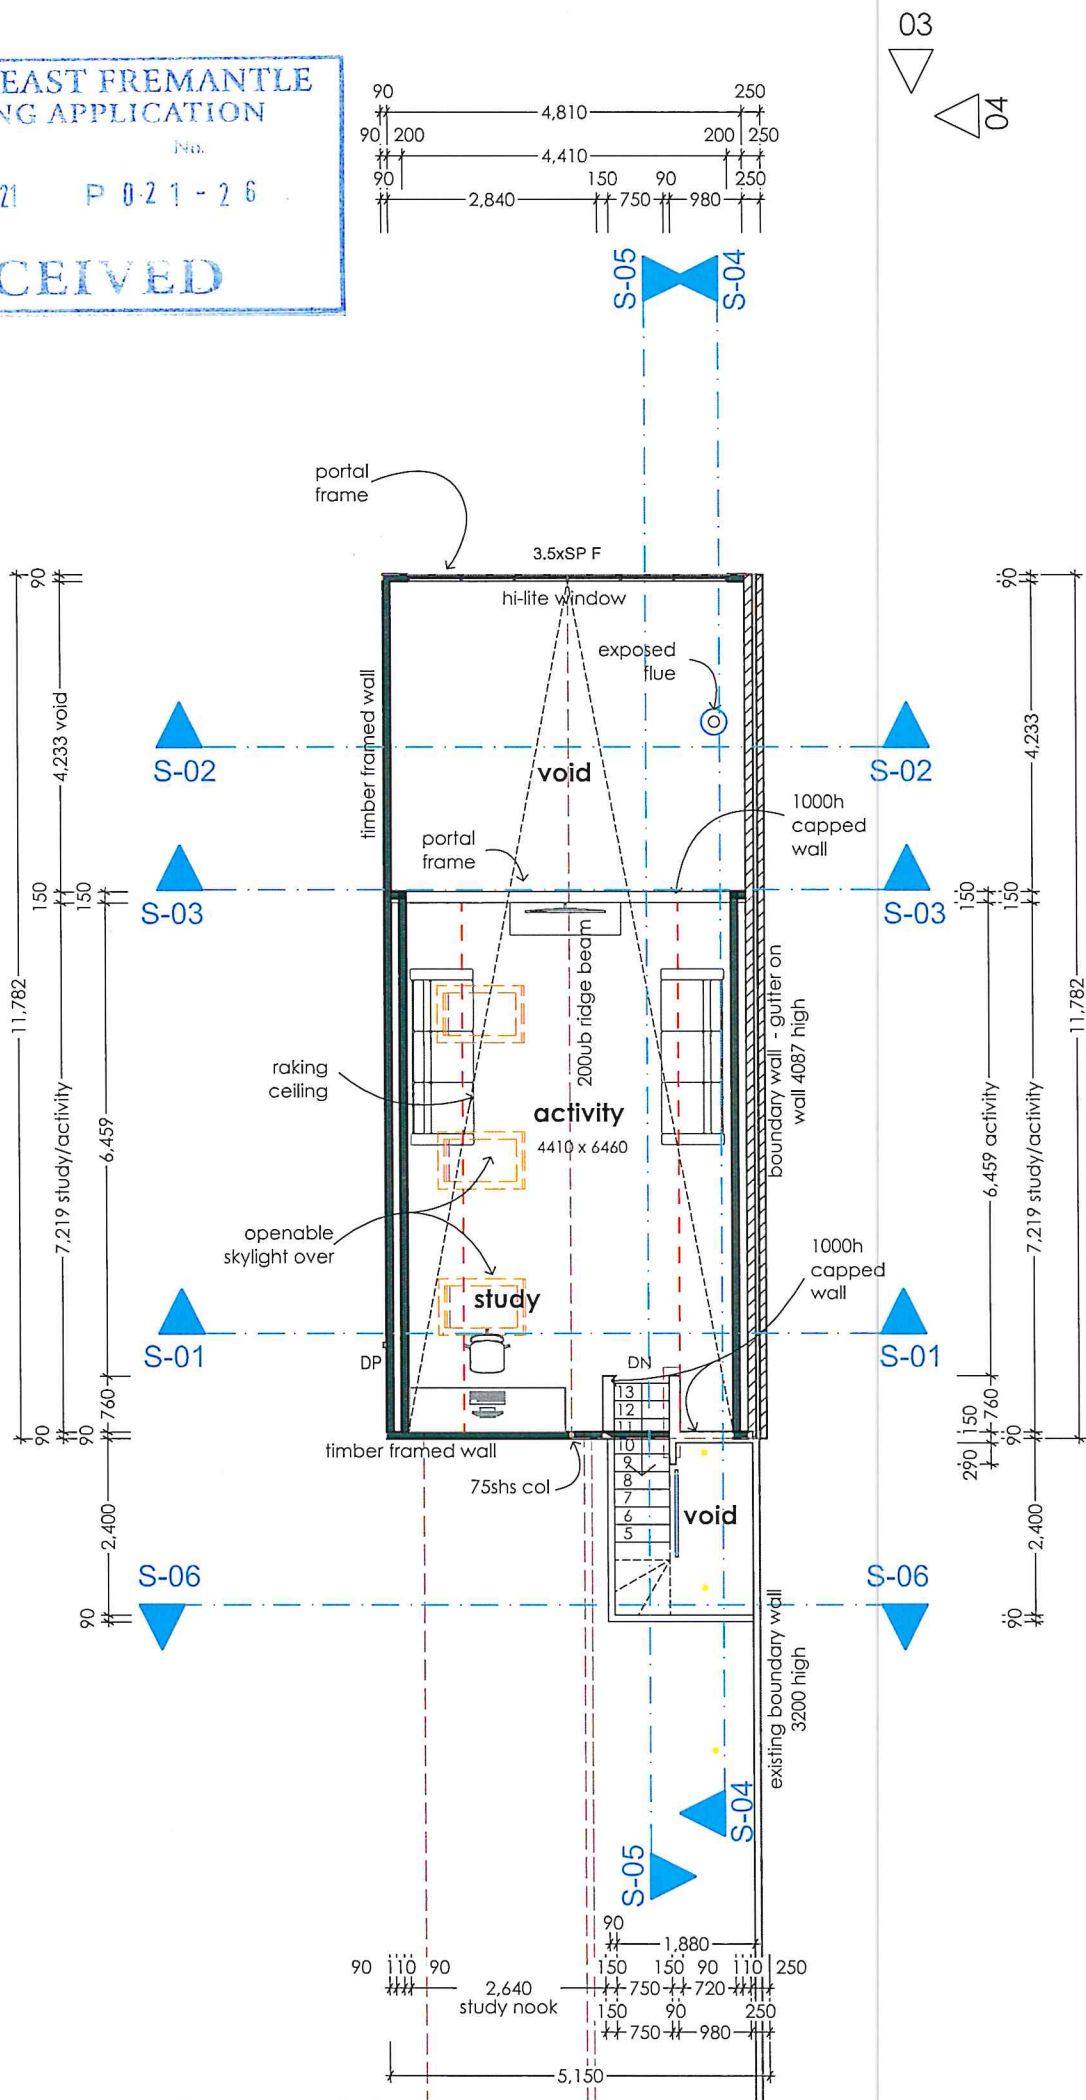 EAST FREMANTLE
NG APPLICATION
No.
21 P 021-26
CEIVED
03
04
90 250
4,810
90 200 200 250
4,410
90 150 90 250
2,840 750 980
S-05
S-04
portal
frame
3.5xSP F
hi-lite window
exposed
flue
timber framed wall
90
4,233 void
90
4,233
S-02
void
S-02
portal
frame
1000h
capped
wall
150
150
S-03
S-03
150
150
11,782
7,219 study/activity
6,459
200ub ridge beam
boundary wall - gutter on
wall 4087 high
raking
ceiling
activity
4410 x 6460
6,459 activity
7,219 study/activity
11,782
openable
skylight over
1000h
capped
wall
study
S-01
S-01
DP
DN
13
12
11
10
9
8
7
6
5
90
90
760
timber framed wall
75shs col
void
290
150
760
90
2,400
2,400
S-06
S-06
90
90
existing boundary wall
3200 high
S-04
S-05
90
1,880
90 110 90 150 150 90 110 250
2,640 750 720
study nook
150 90 250
750 980
5,150